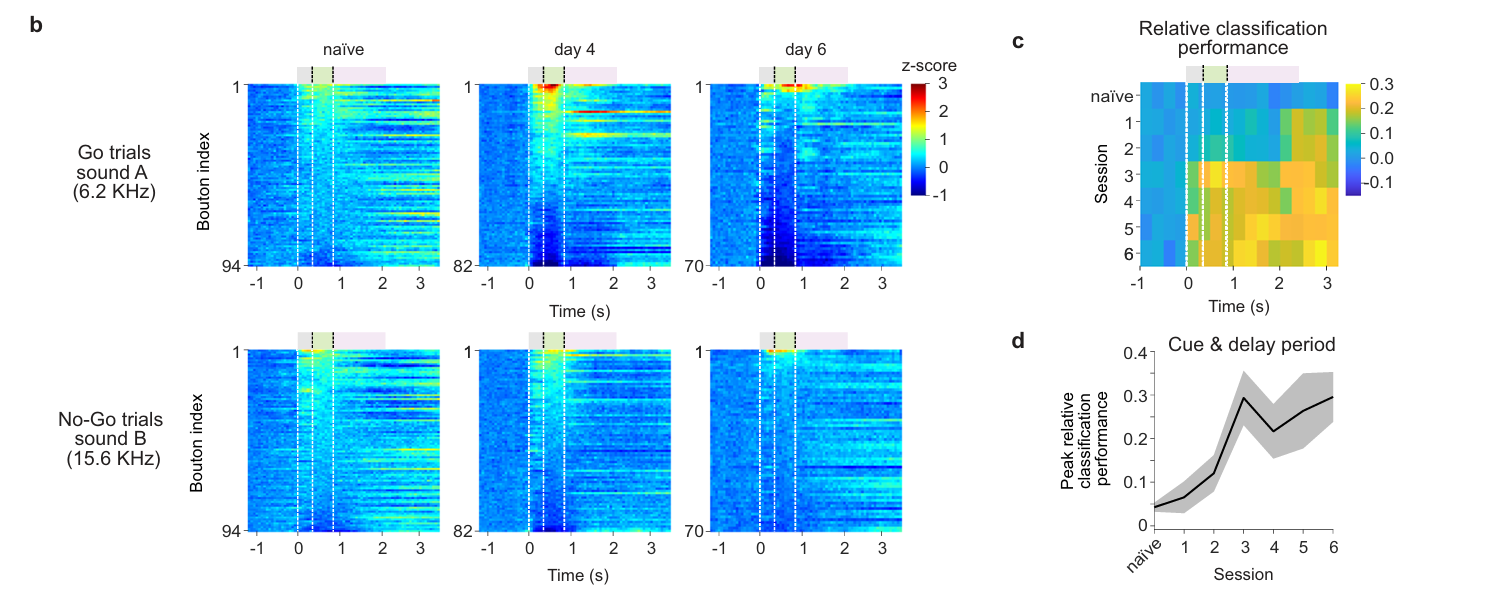 b
naïve
day 4
day 6
z-score
3
2
1
0
-1
Go trials
sound A
(6.2 KHz)
Bouton index
1
94
1
82
1
70
-1 0 1 2 3
-1 0 1 2 3
-1 0 1 2 3
Time (s)
No-Go trials
sound B
(15.6 KHz)
Bouton index
1
94
1
82
1
70
-1 0 1 2 3
-1 0 1 2 3
-1 0 1 2 3
Time (s)
c
Relative classification
performance
Session
naïve
1
2
3
4
5
6
-1 0 1 2 3
Time (s)
0.3
0.2
0.1
0.0
-0.1
d
Cue & delay period
Peak relative
classification
performance
0.4
0.3
0.2
0.1
0
naïve 1 2 3 4 5 6
Session